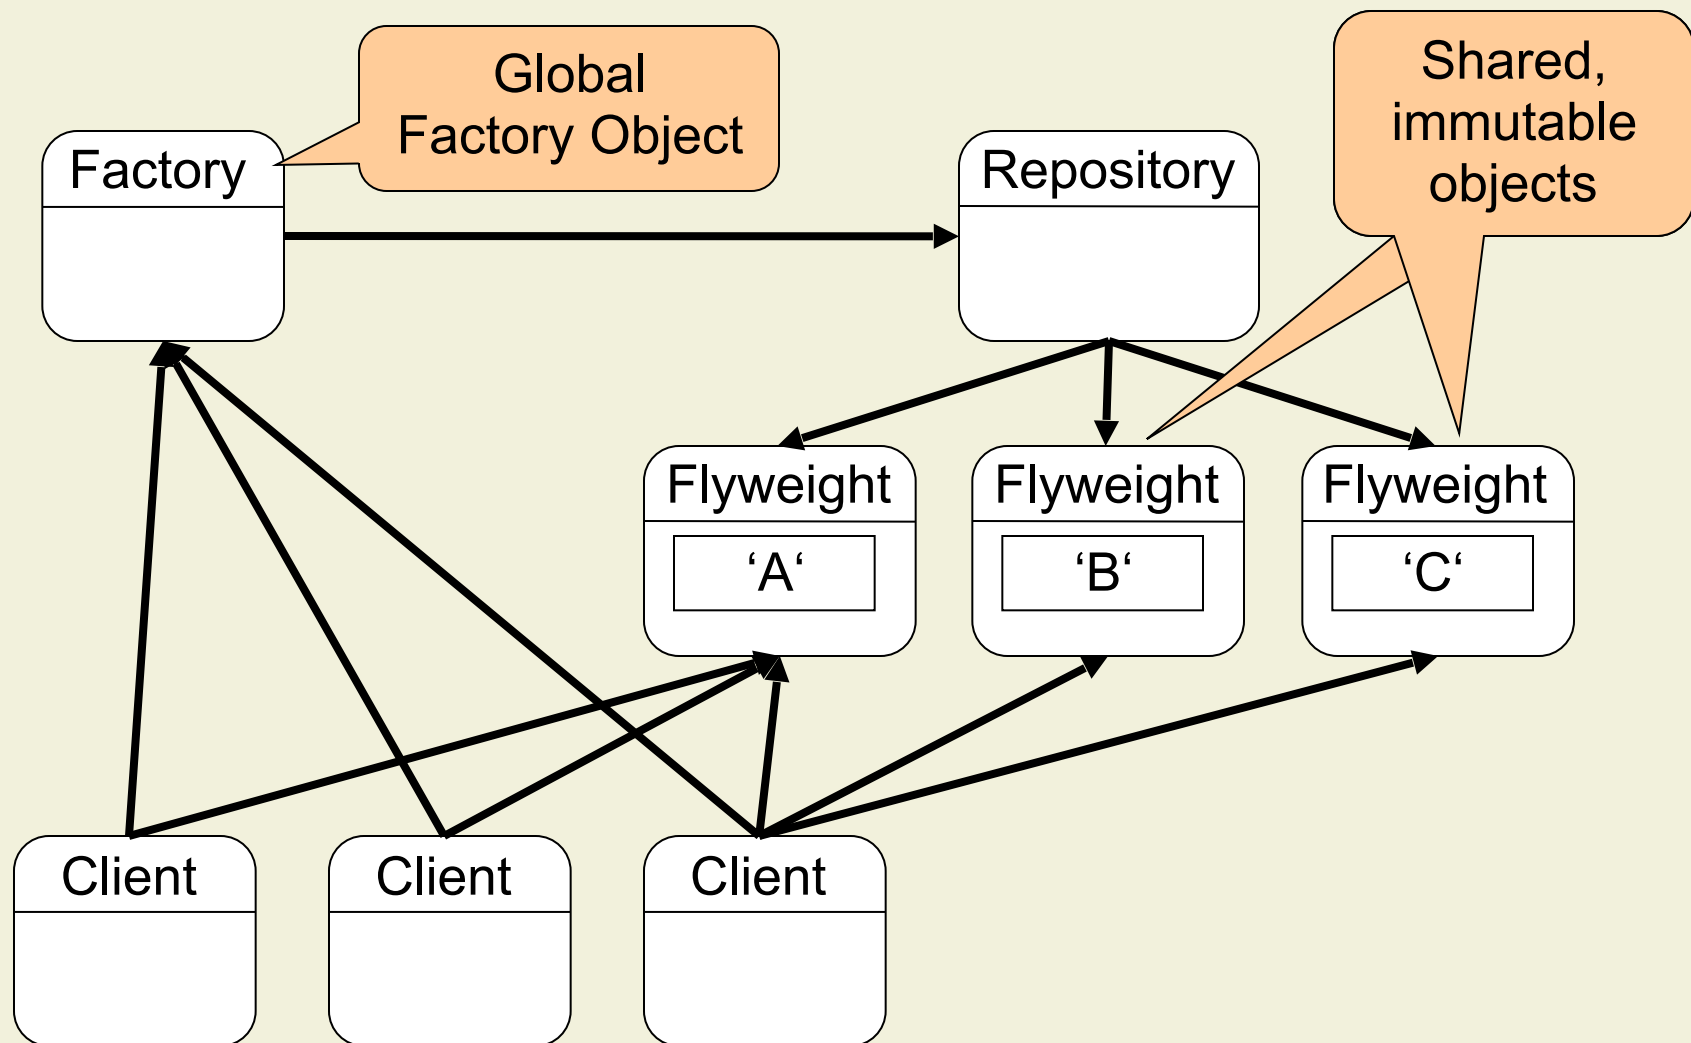 Global
Factory Object
Shared,
immutable
objects
Factory
Repository
Flyweight
‘A‘
Flyweight
‘B‘
Flyweight
‘C‘
Client
Client
Client